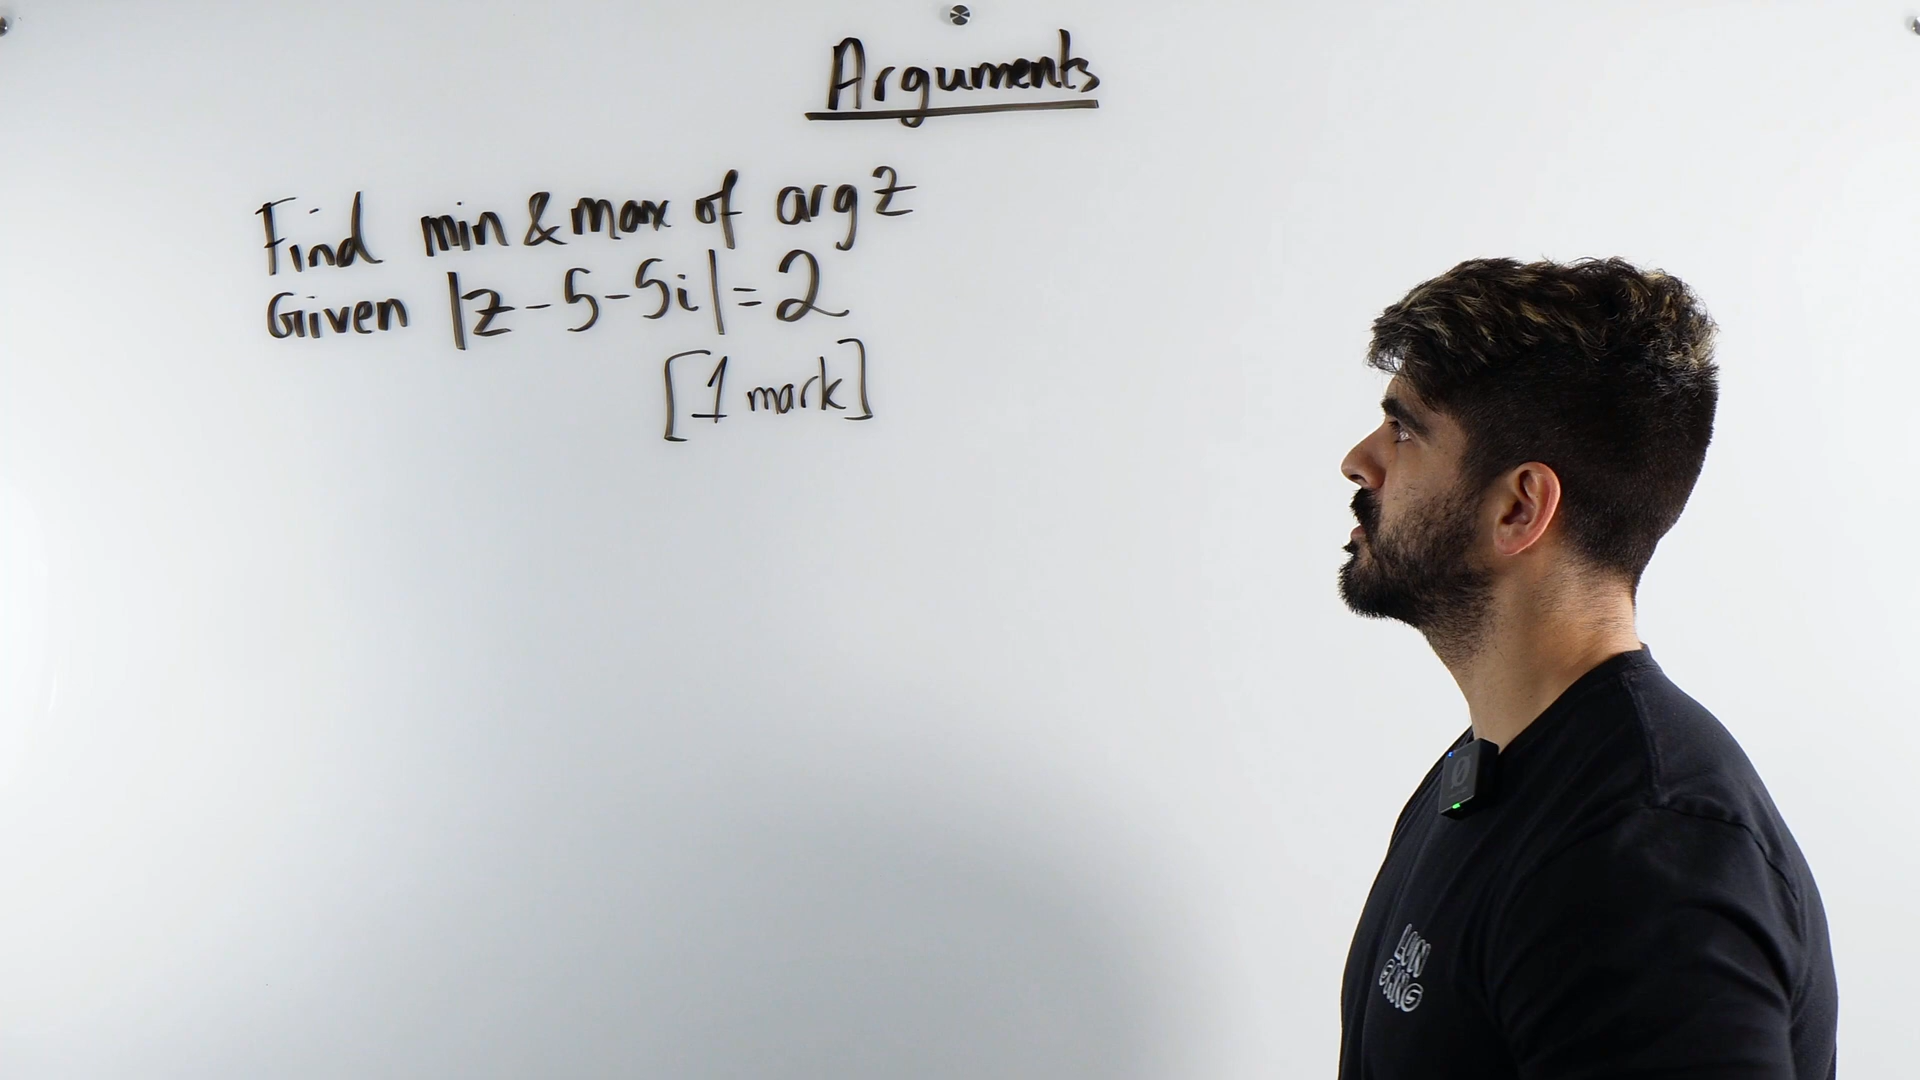 Arguments
Find min & max of arg z
Given |z-5-5i|=2
[1 mark]